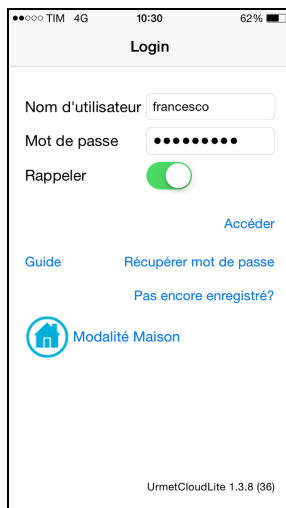 TIM 4G 10:30 62%
Login
Nom d'utilisateur francesco
Mot de passe •••••••••
Rappeler
Accéder
Guide Récupérer mot de passe
Pas encore enregistré?
Modalité Maison
UrmetCloudLite 1.3.8 (36)